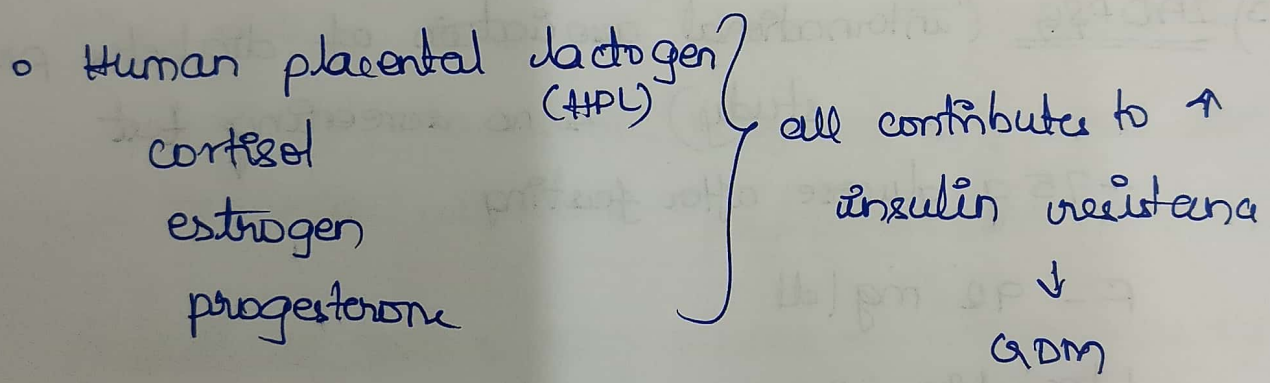 o Human placental lactogen
(HPL)
cortisol
estrogen
progesterone
all contributes to ↑
insulin resistance
↓
GDM